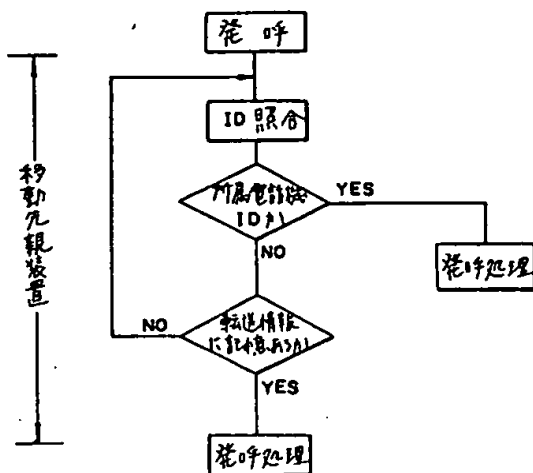 発呼
ID照合
所属電話機
IDか
YES
NO
発呼処理
転送情報
に記憶あるか
NO
YES
発呼処理
移動先親装置